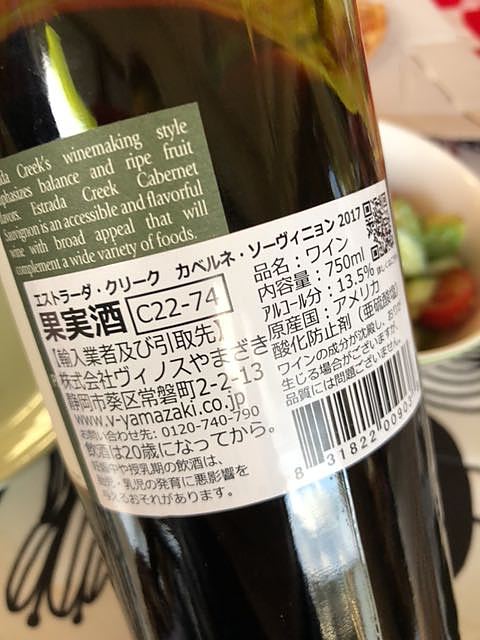 da Creek's winemaking style
phasizes balance and ripe fruit
lavors. Estrada Creek Cabernet
Sauvignon is an accessible and flavorful
wine with broad appeal that will
complement a wide variety of foods.
エストラーダ・クリーク カベルネ・ソーヴィニョン 2017
果実酒 C22-74
【輸入業者及び引取先】
株式会社ヴィノスやまざき
静岡市葵区常磐町2-2-13
www.v-yamazaki.co.jp
お問い合わせ先: 0120-740-790
飲酒は20歳になってから。
妊娠中や授乳期の飲酒は、
胎児・乳児の発育に悪影響を
与えるおそれがあります。
品名：ワイン
内容量：750ml
アルコール分：13.5%
原産国：アメリカ
酸化防止剤（亜硫酸塩）
ワインの成分が沈殿し、おりが
生じる場合がございますが、
品質には問題ございません。
8 31822 00903